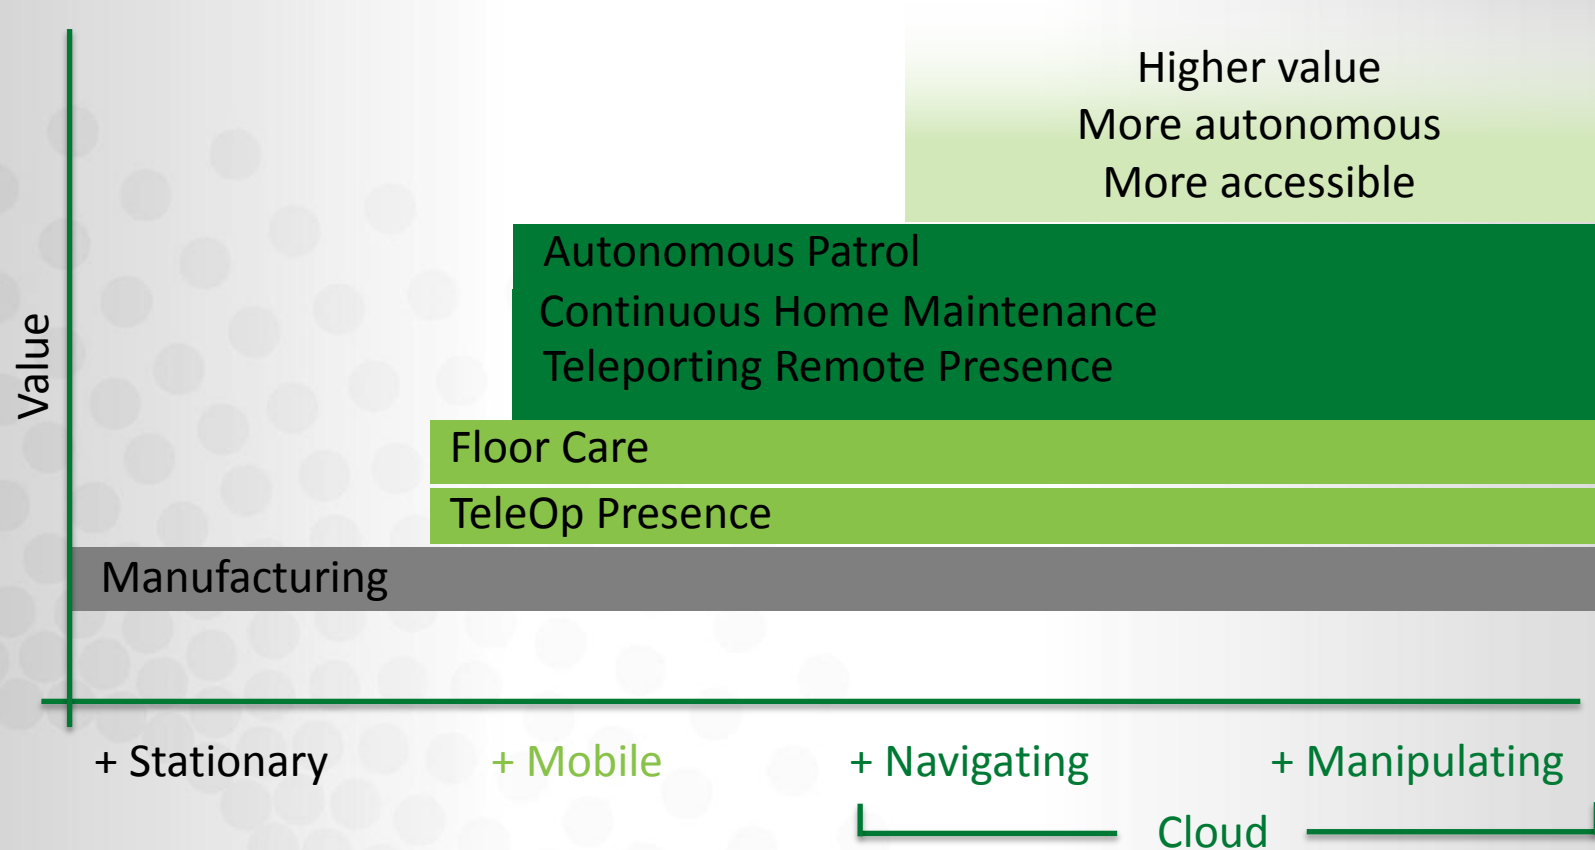 Higher value
More autonomous
More accessible
Autonomous Patrol
Continuous Home Maintenance
Teleporting Remote Presence
Value
Floor Care
TeleOp Presence
Manufacturing
+ Stationary
+ Mobile
+ Navigating
+ Manipulating
Cloud